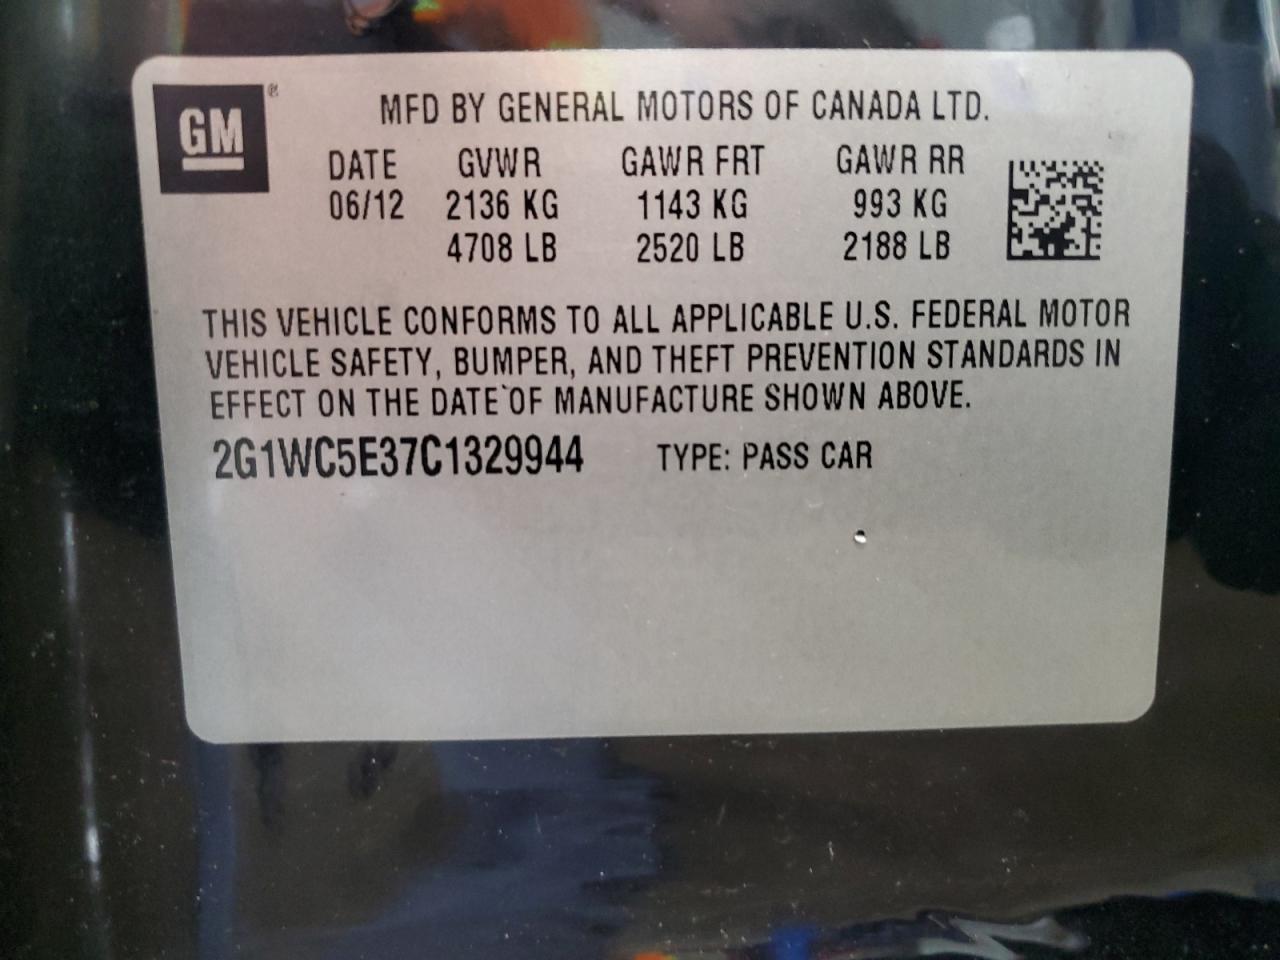 GM®
MFD BY GENERAL MOTORS OF CANADA LTD.
DATE GVWR GAWR FRT GAWR RR
06/12 2136 KG 1143 KG 993 KG
4708 LB 2520 LB 2188 LB
THIS VEHICLE CONFORMS TO ALL APPLICABLE U.S. FEDERAL MOTOR
VEHICLE SAFETY, BUMPER, AND THEFT PREVENTION STANDARDS IN
EFFECT ON THE DATE OF MANUFACTURE SHOWN ABOVE.
2G1WC5E37C1329944 TYPE: PASS CAR